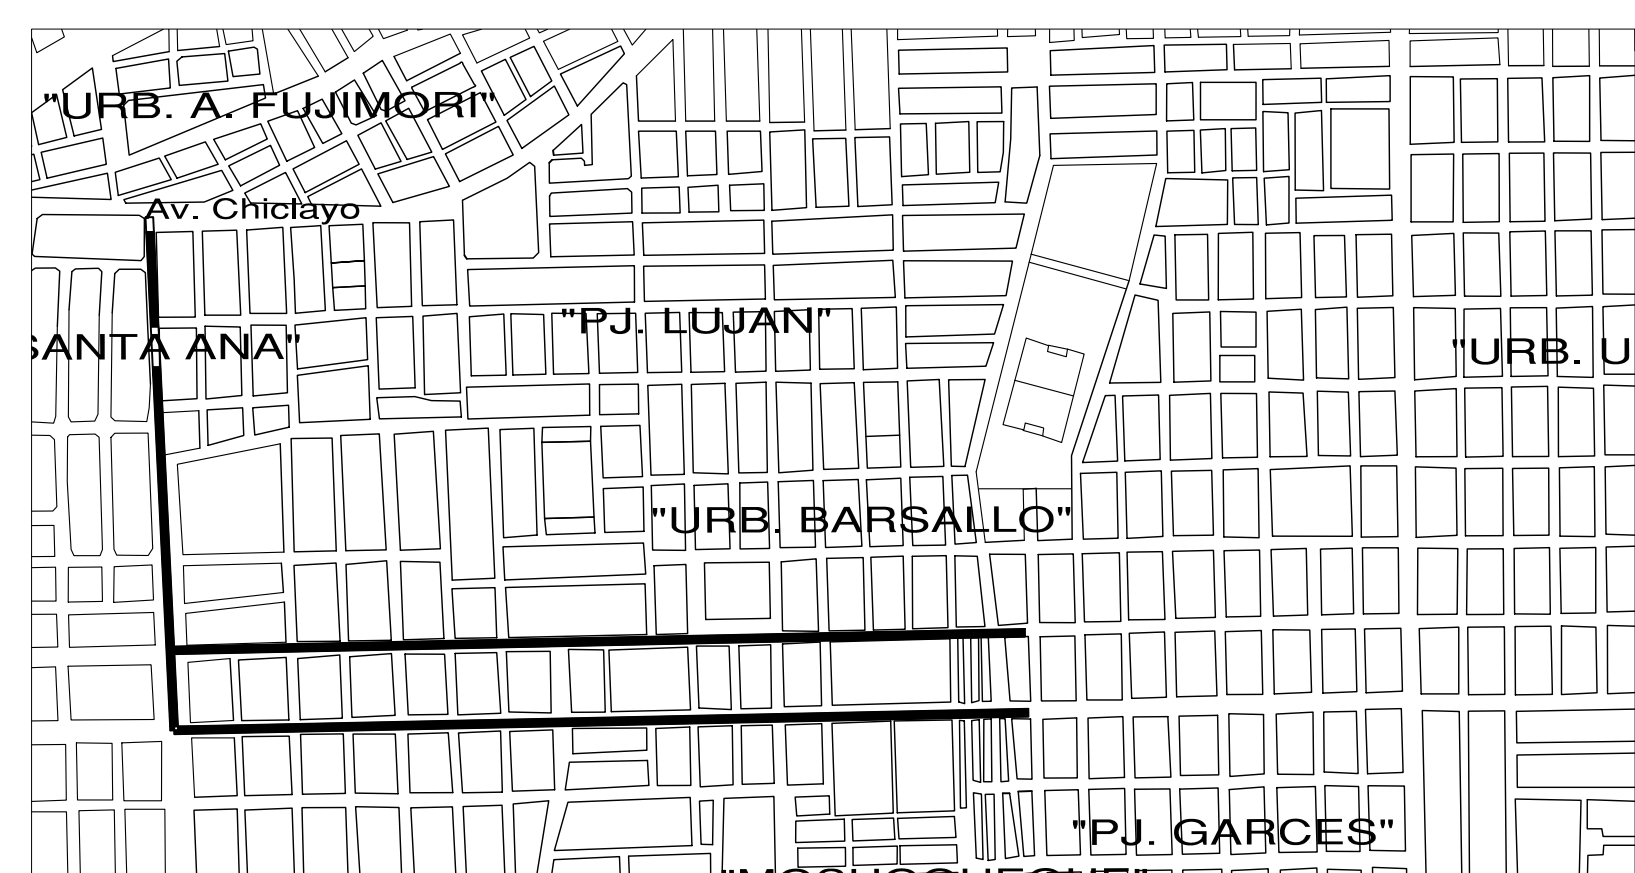 "URB. A. FUJIMORI"
Av. Chiclayo
"PJ. LUJAN"
SANTA ANA"
"URB. U
"URB. BARSALLO"
"PJ. GARCES"